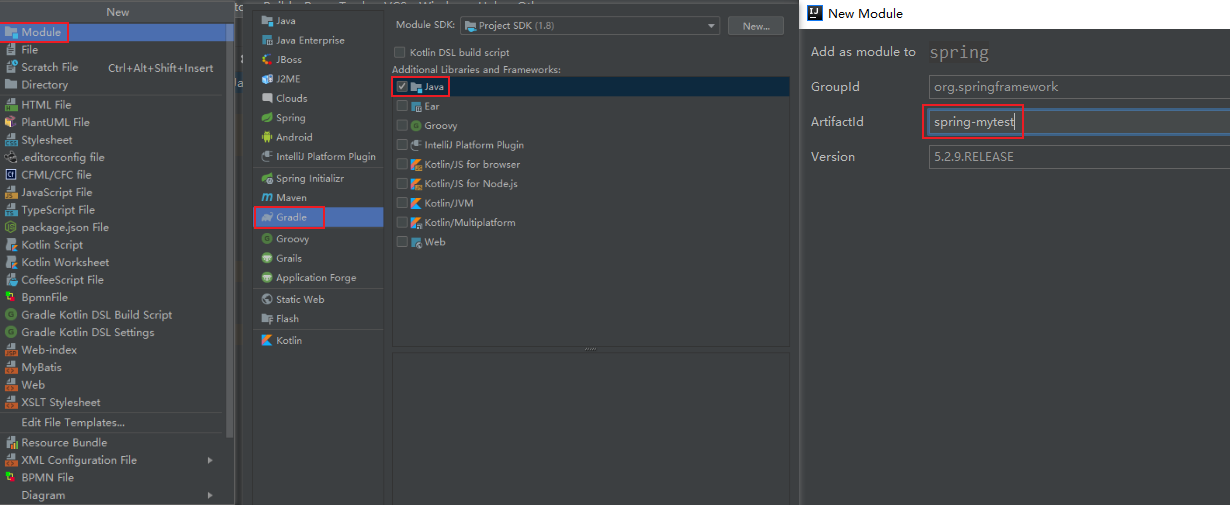 New
Module
File
Scratch File Ctrl+Alt+Shift+Insert
Directory
HTML File
PlantUML File
Stylesheet
.editorconfig file
CFML/CFC file
JavaScript File
TypeScript File
package.json File
Kotlin Script
Kotlin Worksheet
CoffeeScript File
BpmnFile
Gradle Kotlin DSL Build Script
Gradle Kotlin DSL Settings
Web-index
MyBatis
Web
XSLT Stylesheet
Edit File Templates...
Resource Bundle
XML Configuration File
BPMN File
Diagram
Java
Java Enterprise
JBoss
J2ME
Clouds
Spring
Android
IntelliJ Platform Plugin
Spring Initializr
Maven
Gradle
Groovy
Grails
Application Forge
Static Web
Flash
Kotlin
Module SDK: Project SDK (1.8) New...
Kotlin DSL build script
Additional Libraries and Frameworks:
Java
Ear
Groovy
IntelliJ Platform Plugin
Kotlin/JS for browser
Kotlin/JS for Node.js
Kotlin/JVM
Kotlin/Multiplatform
Web
New Module
Add as module to spring
GroupId org.springframework
ArtifactId spring-mytest
Version 5.2.9.RELEASE